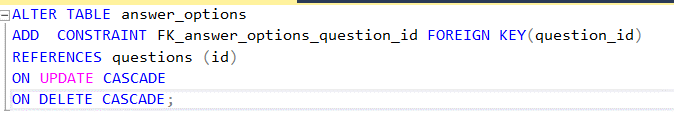 ALTER TABLE answer_options
ADD  CONSTRAINT FK_answer_options_question_id FOREIGN KEY(question_id)
REFERENCES questions (id)
ON UPDATE CASCADE
ON DELETE CASCADE;